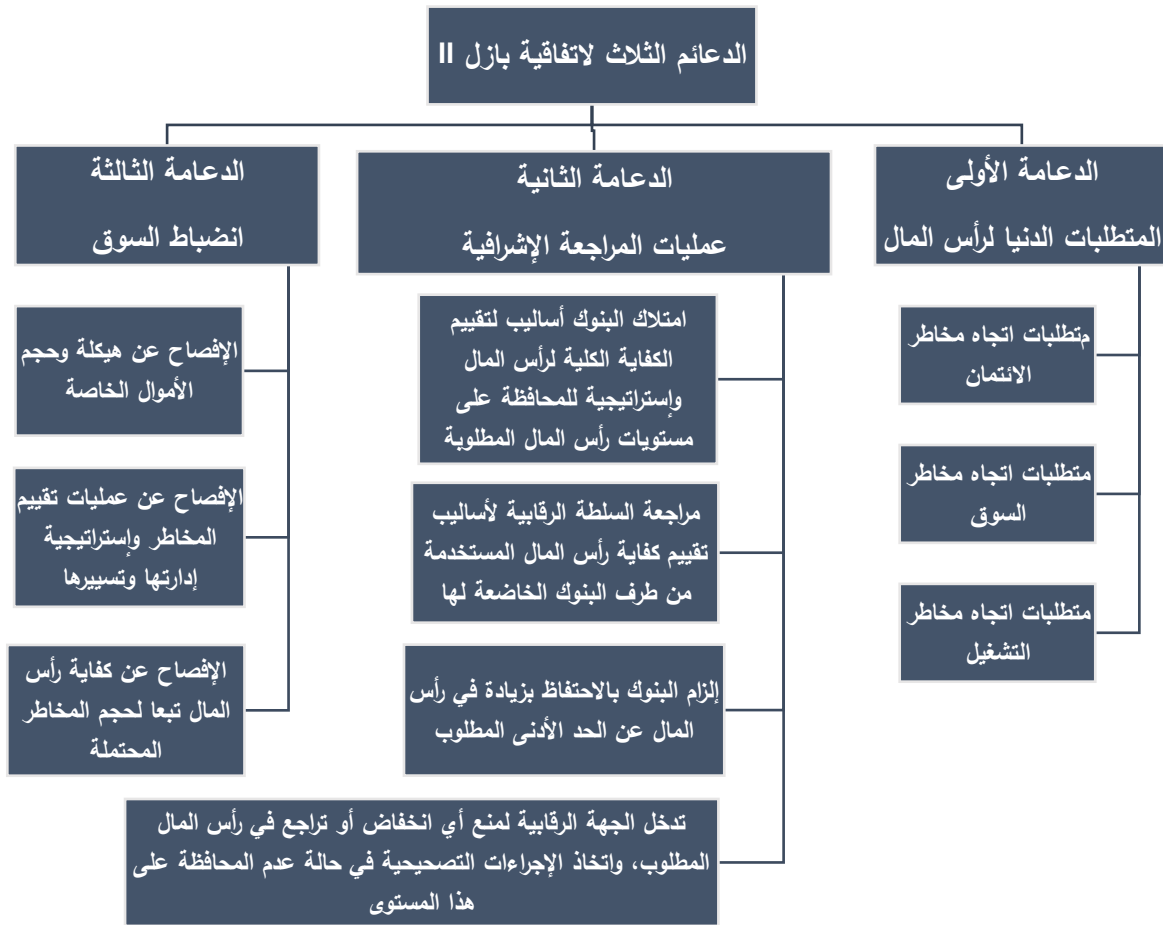 الدعائم الثلاث لاتفاقية بازل II
الدعامة الأولى
المتطلبات الدنيا لرأس المال
متطلبات اتجاه مخاطر
الائتمان
متطلبات اتجاه مخاطر
السوق
متطلبات اتجاه مخاطر
التشغيل
الدعامة الثانية
عمليات المراجعة الإشرافية
امتلاك البنوك أساليب لتقييم
الكفاية الكلية لرأس المال
وإستراتيجية للمحافظة على
مستويات رأس المال المطلوبة
مراجعة السلطة الرقابية لأساليب
تقييم كفاية رأس المال المستخدمة
من طرف البنوك الخاضعة لها
إلزام البنوك بالاحتفاظ بزيادة في رأس
المال عن الحد الأدنى المطلوب
تدخل الجهة الرقابية لمنع أي انخفاض أو تراجع في رأس المال
المطلوب، واتخاذ الإجراءات التصحيحية في حالة عدم المحافظة على
هذا المستوى
الدعامة الثالثة
انضباط السوق
الإفصاح عن هيكلة وحجم
الأموال الخاصة
الإفصاح عن عمليات تقييم
المخاطر وإستراتيجية
إدارتها وتسييرها
الإفصاح عن كفاية رأس
المال تبعا لحجم المخاطر
المحتملة